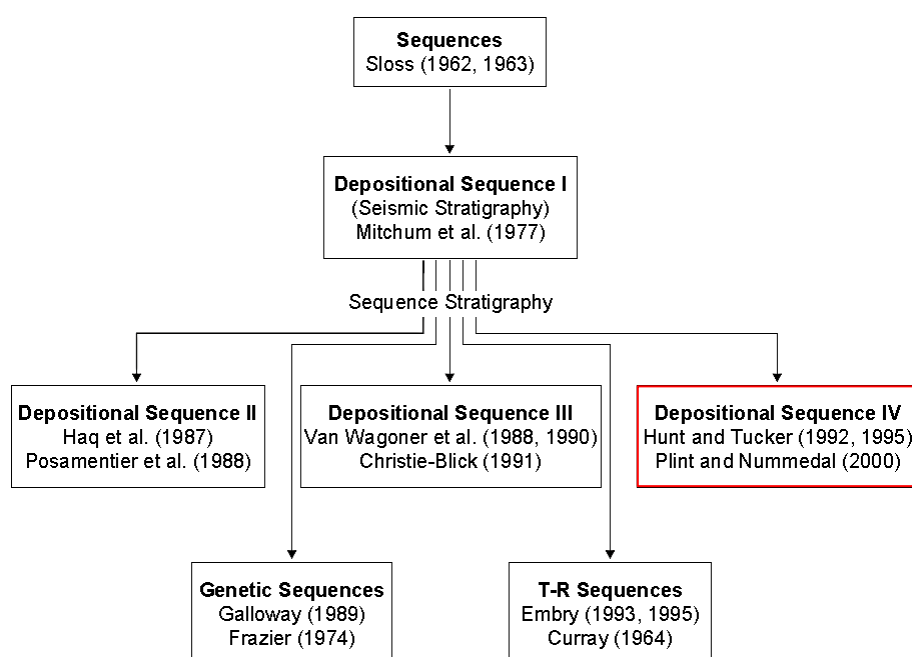 Sequences
Sloss (1962, 1963)
Depositional Sequence I
(Seismic Stratigraphy)
Mitchum et al. (1977)
Sequence Stratigraphy
Depositional Sequence II
Haq et al. (1987)
Posamentier et al. (1988)
Depositional Sequence III
Van Wagoner et al. (1988, 1990)
Christie-Blick (1991)
Depositional Sequence IV
Hunt and Tucker (1992, 1995)
Plint and Nummedal (2000)
Genetic Sequences
Galloway (1989)
Frazier (1974)
T-R Sequences
Embry (1993, 1995)
Curray (1964)